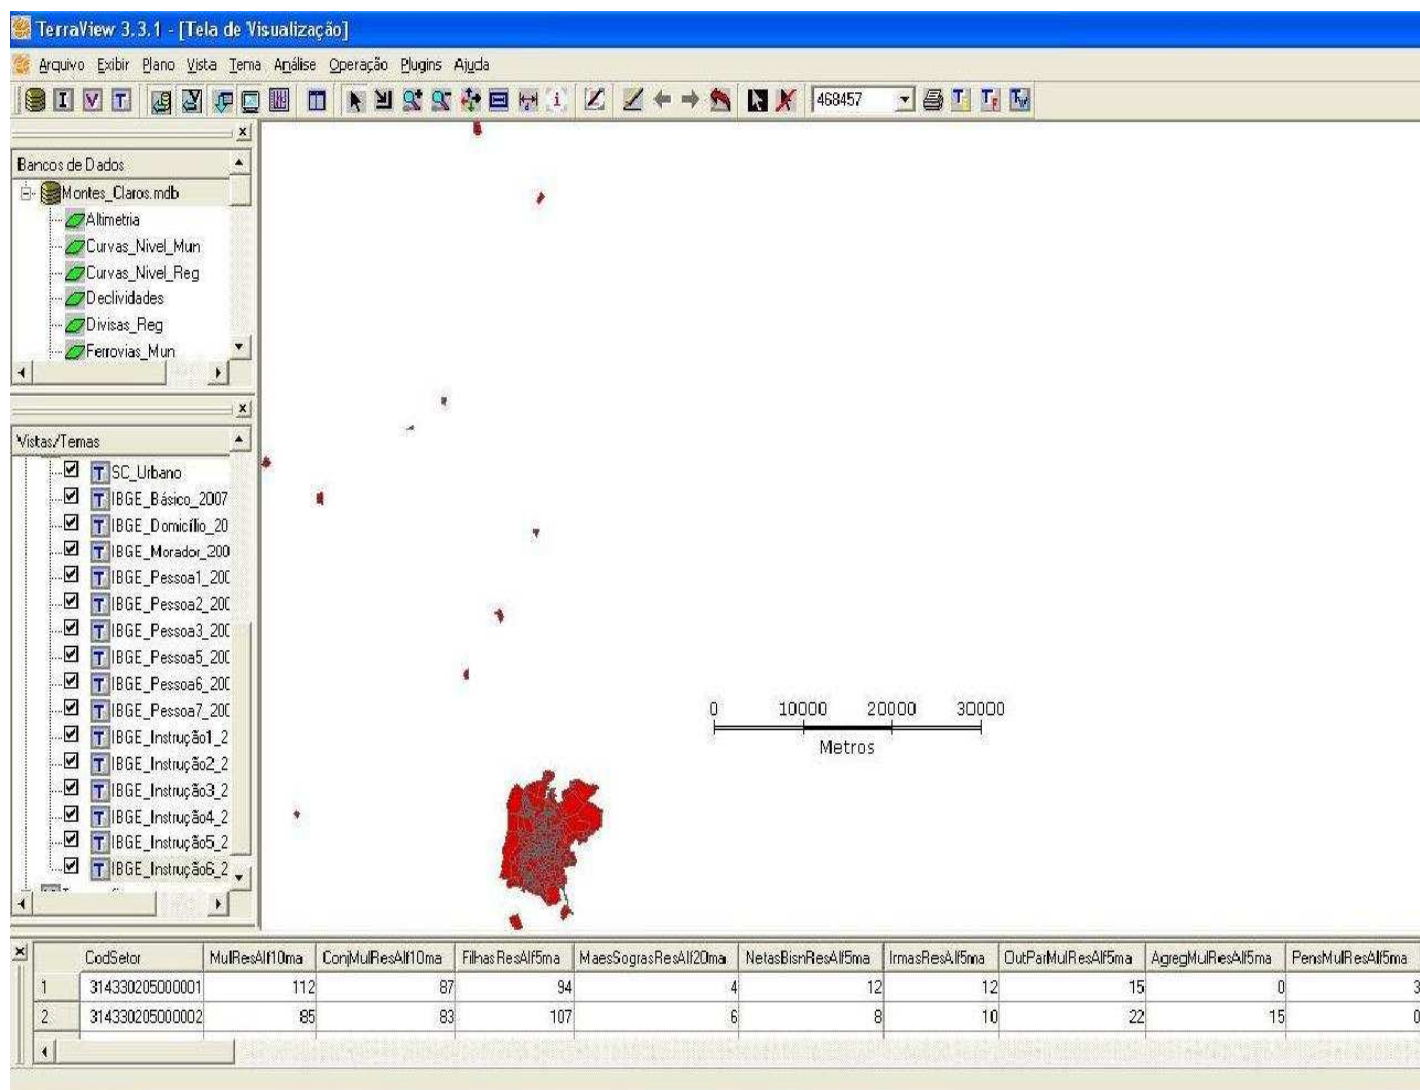 TerraView 3.3.1 - [Tela de Visualização]
Arquivo Exibir Plano Vista Tema Análise Operação Plugins Ajuda
I V T 468457
Bancos de Dados
Montes_Claros.mdb
Altimetria
Curvas_Nivel_Mun
Curvas_Nivel_Reg
Declividades
Divisas_Reg
Ferrovias_Mun
Vistas/Temas
T SC_Urbano
T IBGE_Básico_2007
T IBGE_Domicílio_20
T IBGE_Morador_200
T IBGE_Pessoa1_200
T IBGE_Pessoa2_200
T IBGE_Pessoa3_200
T IBGE_Pessoa5_200
T IBGE_Pessoa6_200
T IBGE_Pessoa7_200
T IBGE_Instrução1_2
T IBGE_Instrução2_2
T IBGE_Instrução3_2
T IBGE_Instrução4_2
T IBGE_Instrução5_2
T IBGE_Instrução6_2
0 10000 20000 30000
Metros
CodSetor MulResAlf10ma ConjMulResAlf10ma FilhasResAlf5ma MaesSograsResAlf20ma NetasBisnResAlf5ma IrmasResAlf5ma OutParMulResAlf5ma AgregMulResAlf5ma PensMulResAlf5ma
1 314330205000001 112 87 94 4 12 12 15 0 3
2 314330205000002 85 83 107 6 8 10 22 15 0